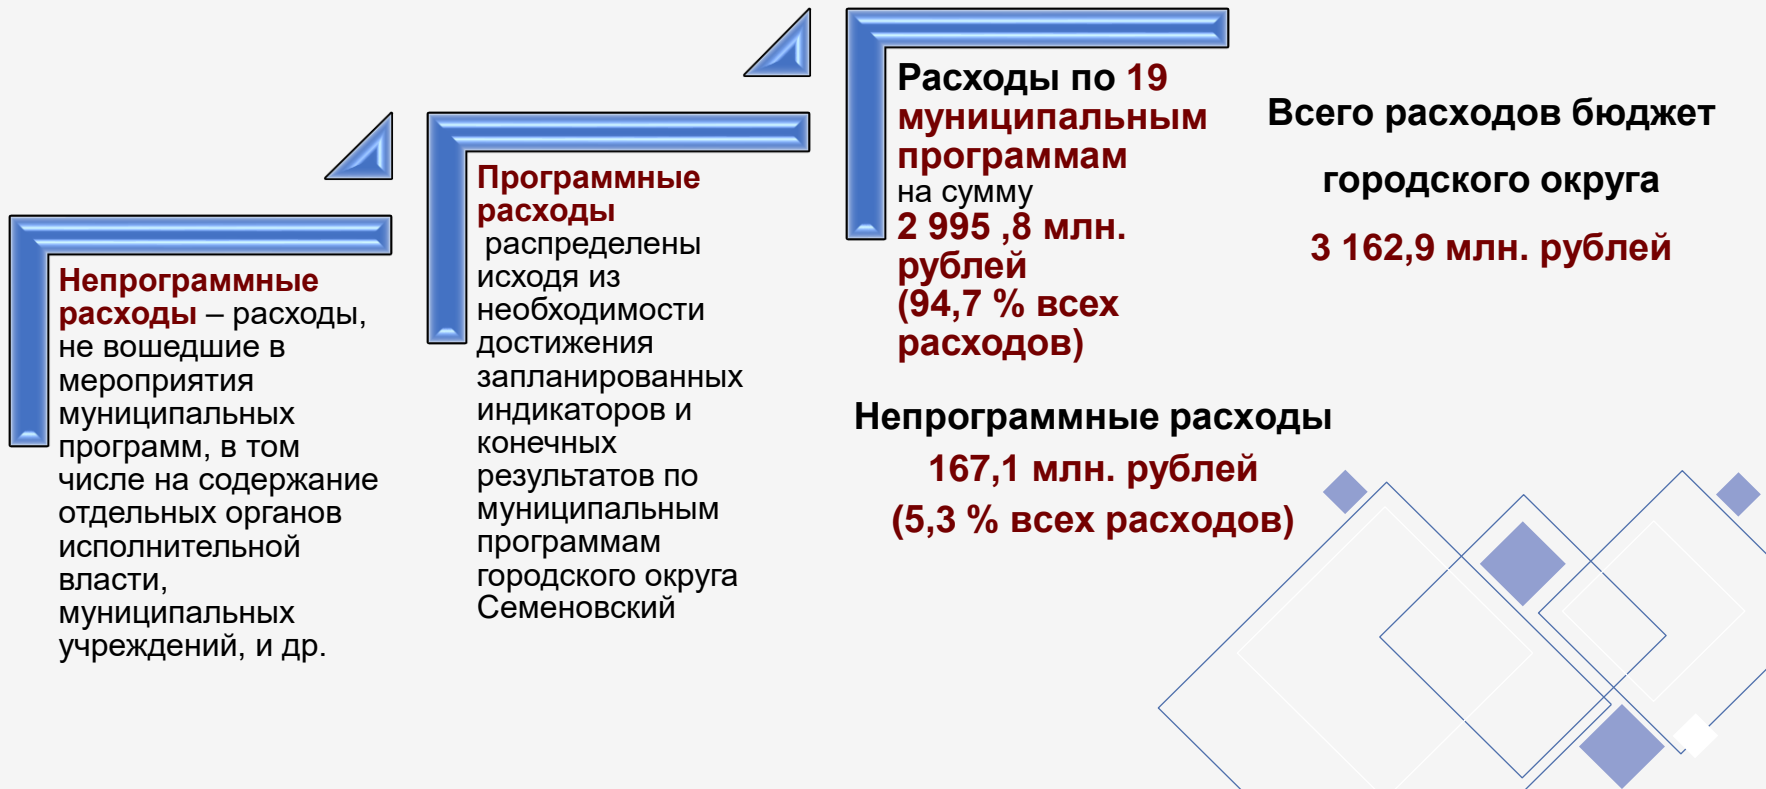 Непрограммные
расходы – расходы,
не вошедшие в
мероприятия
муниципальных
программ, в том
числе на содержание
отдельных органов
исполнительной
власти,
муниципальных
учреждений, и др.
Программные
расходы
распределены
исходя из
необходимости
достижения
запланированных
индикаторов и
конечных
результатов по
муниципальным
программам
городского округа
Семеновский
Расходы по 19
муниципальным
программам
на сумму
2 995 ,8 млн.
рублей
(94,7 % всех
расходов)
Непрограммные расходы
167,1 млн. рублей
(5,3 % всех расходов)
Всего расходов бюджет
городского округа
3 162,9 млн. рублей